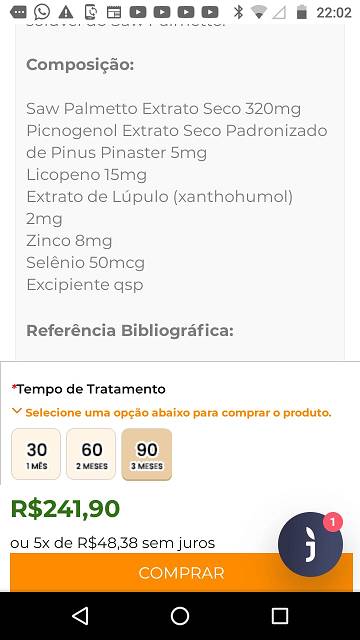 22:02
Composição:
Saw Palmetto Extrato Seco 320mg
Picnogenol Extrato Seco Padronizado
de Pinus Pinaster 5mg
Licopeno 15mg
Extrato de Lúpulo (xanthohumol)
2mg
Zinco 8mg
Selênio 50mcg
Excipiente qsp
Referência Bibliográfica:
*Tempo de Tratamento
Selecione uma opção abaixo para comprar o produto.
30 60 90
1 MÊS 2 MESES 3 MESES
R$241,90
1
ou 5x de R$48,38 sem juros
COMPRAR